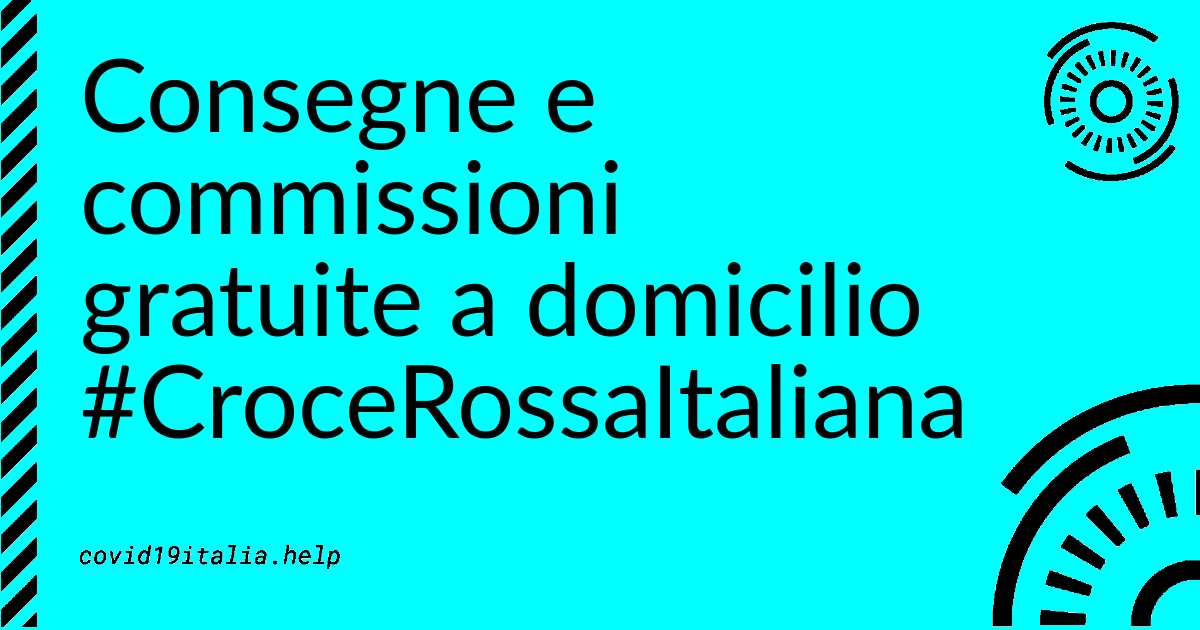 Consegne e
commissioni
gratuite a domicilio
#CroceRossaItaliana
covid19italia.help